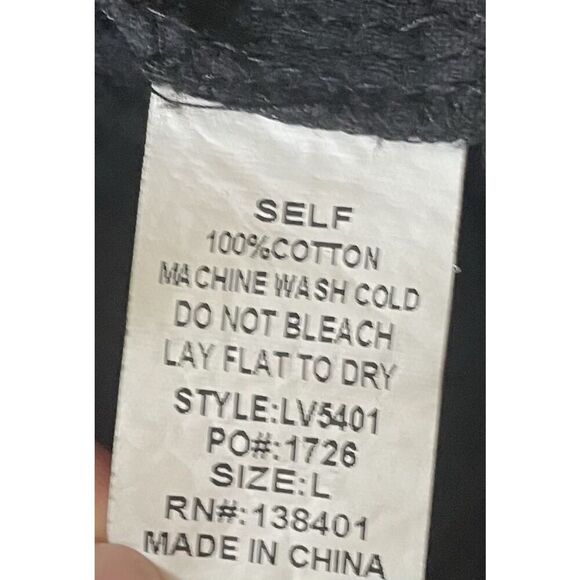 SELF
100%COTTON
MACHINE WASH COLD
DO NOT BLEACH
LAY FLAT TO DRY
STYLE:LV5401
PO#:1726
SIZE:L
RN#:138401
MADE IN CHINA